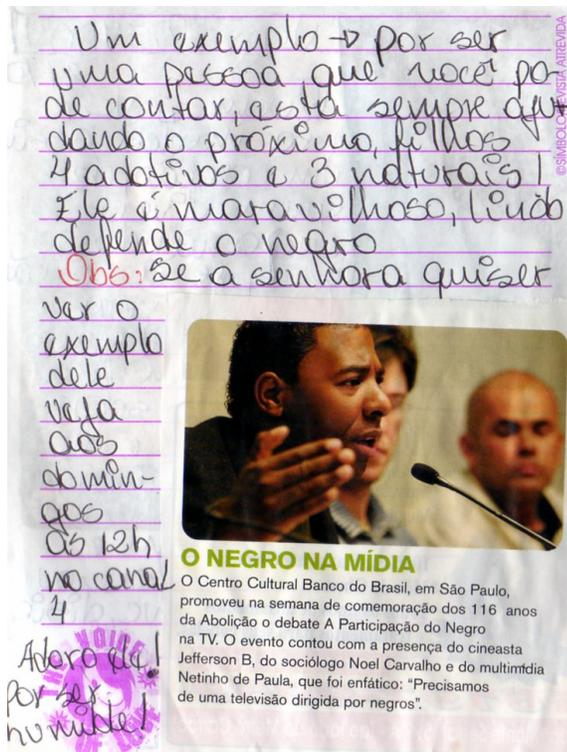 Um exemplo → por ser
uma pessoa que você po-
de contar, está sempre aju-
dando o próximo, filhos
4 adotivos e 3 naturais!
Ele é maravilhoso, lindo
defende o negro
Obs: Se a senhora quiser
ver o
exemplo
dele
veja
aos
domin-
gos
às 12h
no canal
4
Adoro ele!
Por ser
humilde!
THE VOICE
OF LOVE
©SÍMBOLO/REVISTA ATREVIDA
O NEGRO NA MÍDIA
O Centro Cultural Banco do Brasil, em São Paulo,
promoveu na semana de comemoração dos 116 anos
da Abolição o debate A Participação do Negro
na TV. O evento contou com a presença do cineasta
Jefferson B, do sociólogo Noel Carvalho e do multimídia
Netinho de Paula, que foi enfático: “Precisamos
de uma televisão dirigida por negros”.